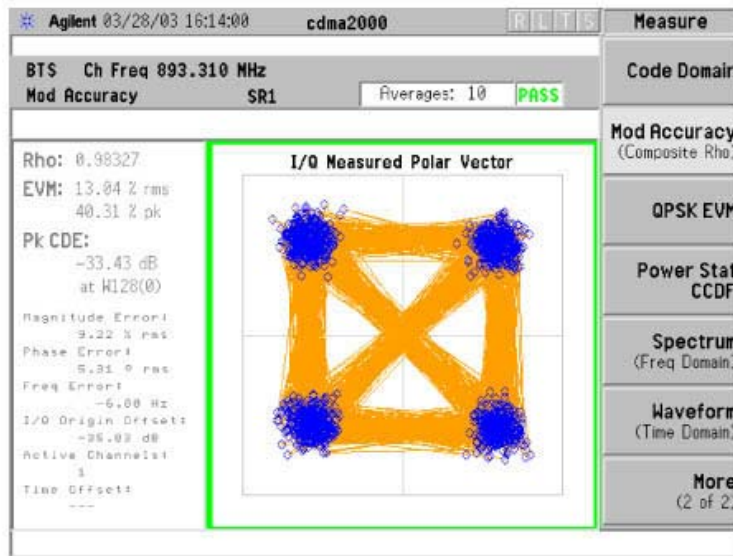 Agilent 03/28/03 16:14:00 cdma2000 R L T S Measure
BTS Ch Freq 893.310 MHz
Mod Accuracy SR1 Averages: 10 PASS
Rho: 0.98327
EVM: 13.04 % rms
40.31 % pk
Pk CDE:
-33.43 dB
at W128(0)
Magnitude Error:
9.22 % rms
Phase Error:
5.31 º rms
Freq Error:
-6.00 Hz
I/Q Origin Offset:
dB
Active Channels:
1
Time Offset:
---
I/Q Measured Polar Vector
Code Domain
Mod Accuracy
(Composite Rho)
QPSK EVM
Power Stat
CCDF
Spectrum
(Freq Domain)
Waveform
(Time Domain)
More
(2 of 2)